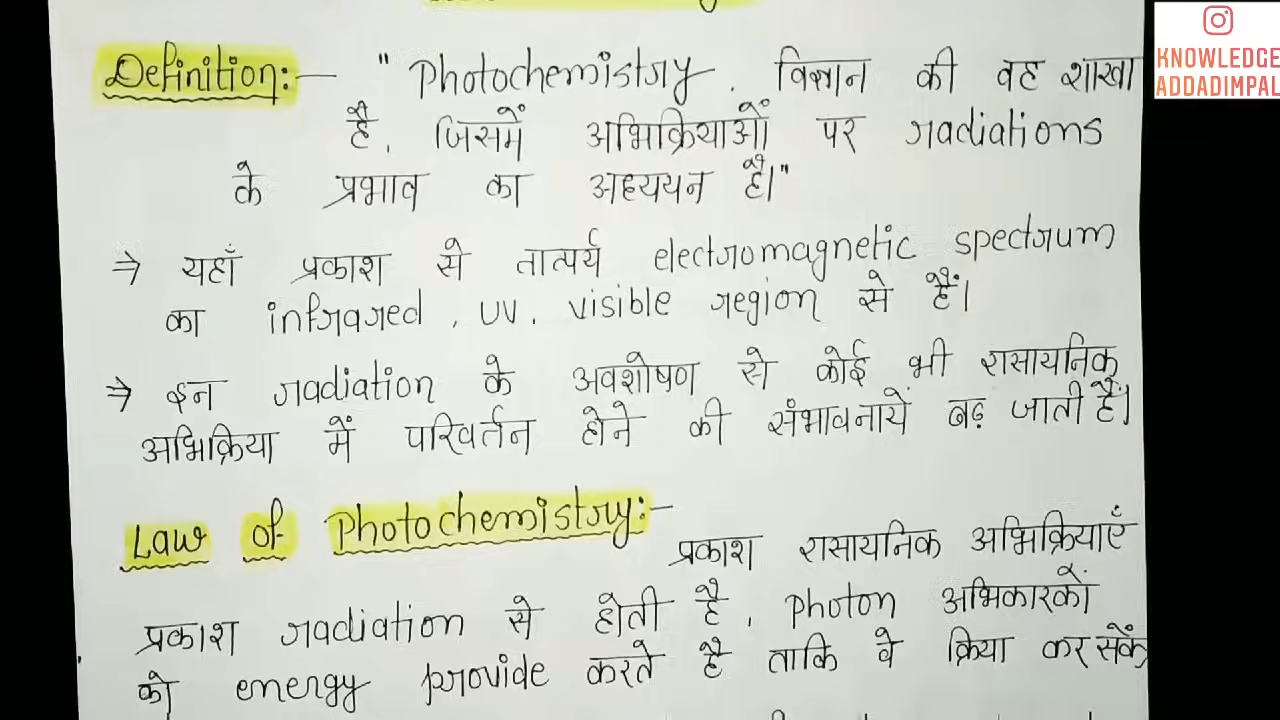 KNOWLEDGE
ADDADIMPAL
Definition:— " Photochemistry, विज्ञान की वह शाखा
है, जिसमें अभिक्रियाओं पर radiations
के प्रभाव का अध्ययन है।"
⇒ यहाँ प्रकाश से तात्पर्य electromagnetic spectrum
का infrared, UV, visible region से हैं।
⇒ इन radiation के अवशोषण से कोई भी रासायनिक
अभिक्रिया में परिवर्तन होने की संभावनायें बढ़ जाती हैं।
Law of Photochemistry:—
प्रकाश रासायनिक अभिक्रियाएँ
प्रकाश radiation से होती है, Photon अभिकारकों
को energy provide करते है ताकि वे क्रिया कर सकें